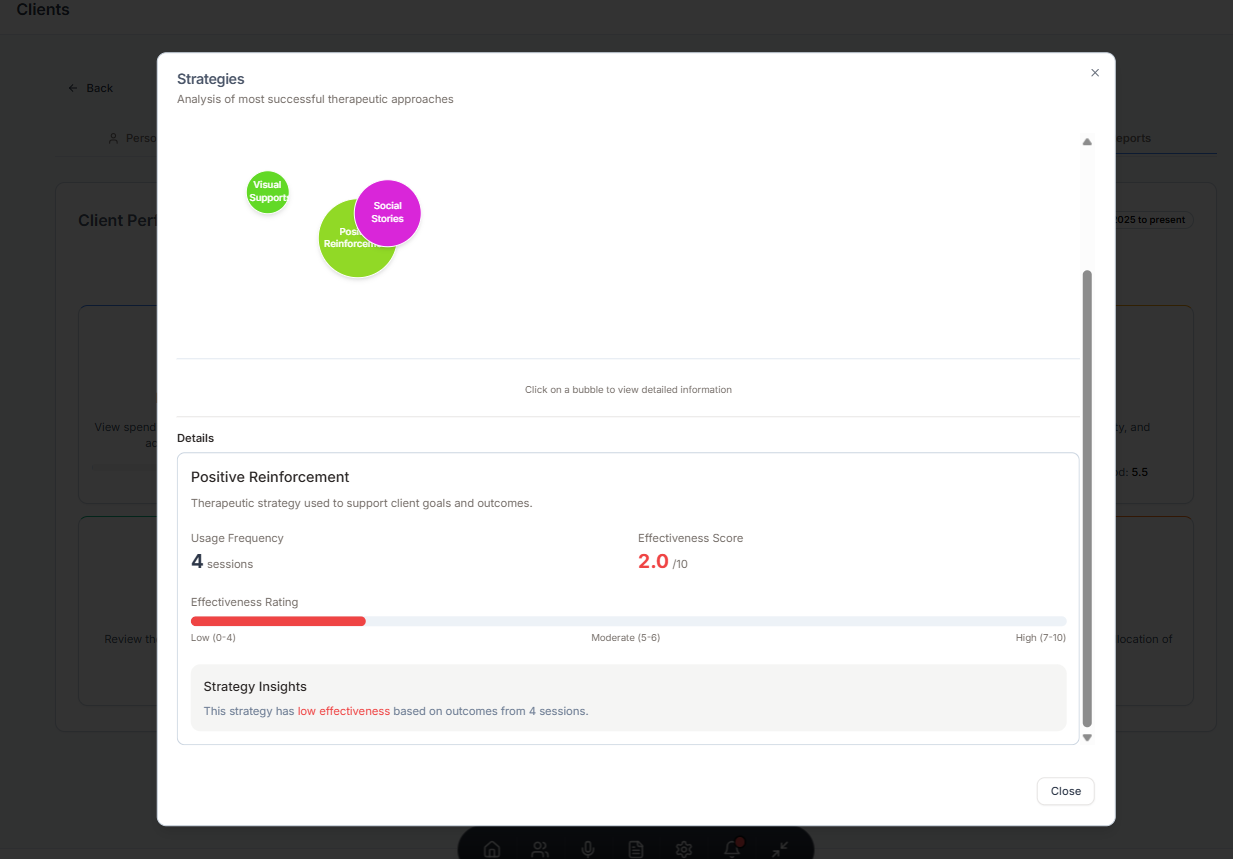 Clients
Back
Perso
eports
Client Perf
2025 to present
Strategies
Analysis of most successful therapeutic approaches
Visual
Support
Social
Stories
Posi
Reinforcem
View spend
ac
ty, and
d: 5.5
Click on a bubble to view detailed information
Details
Positive Reinforcement
Therapeutic strategy used to support client goals and outcomes.
Usage Frequency
4 sessions
Effectiveness Score
2.0 /10
Effectiveness Rating
Low (0-4)
Moderate (5-6)
High (7-10)
Review the
location of
Strategy Insights
This strategy has low effectiveness based on outcomes from 4 sessions.
Close